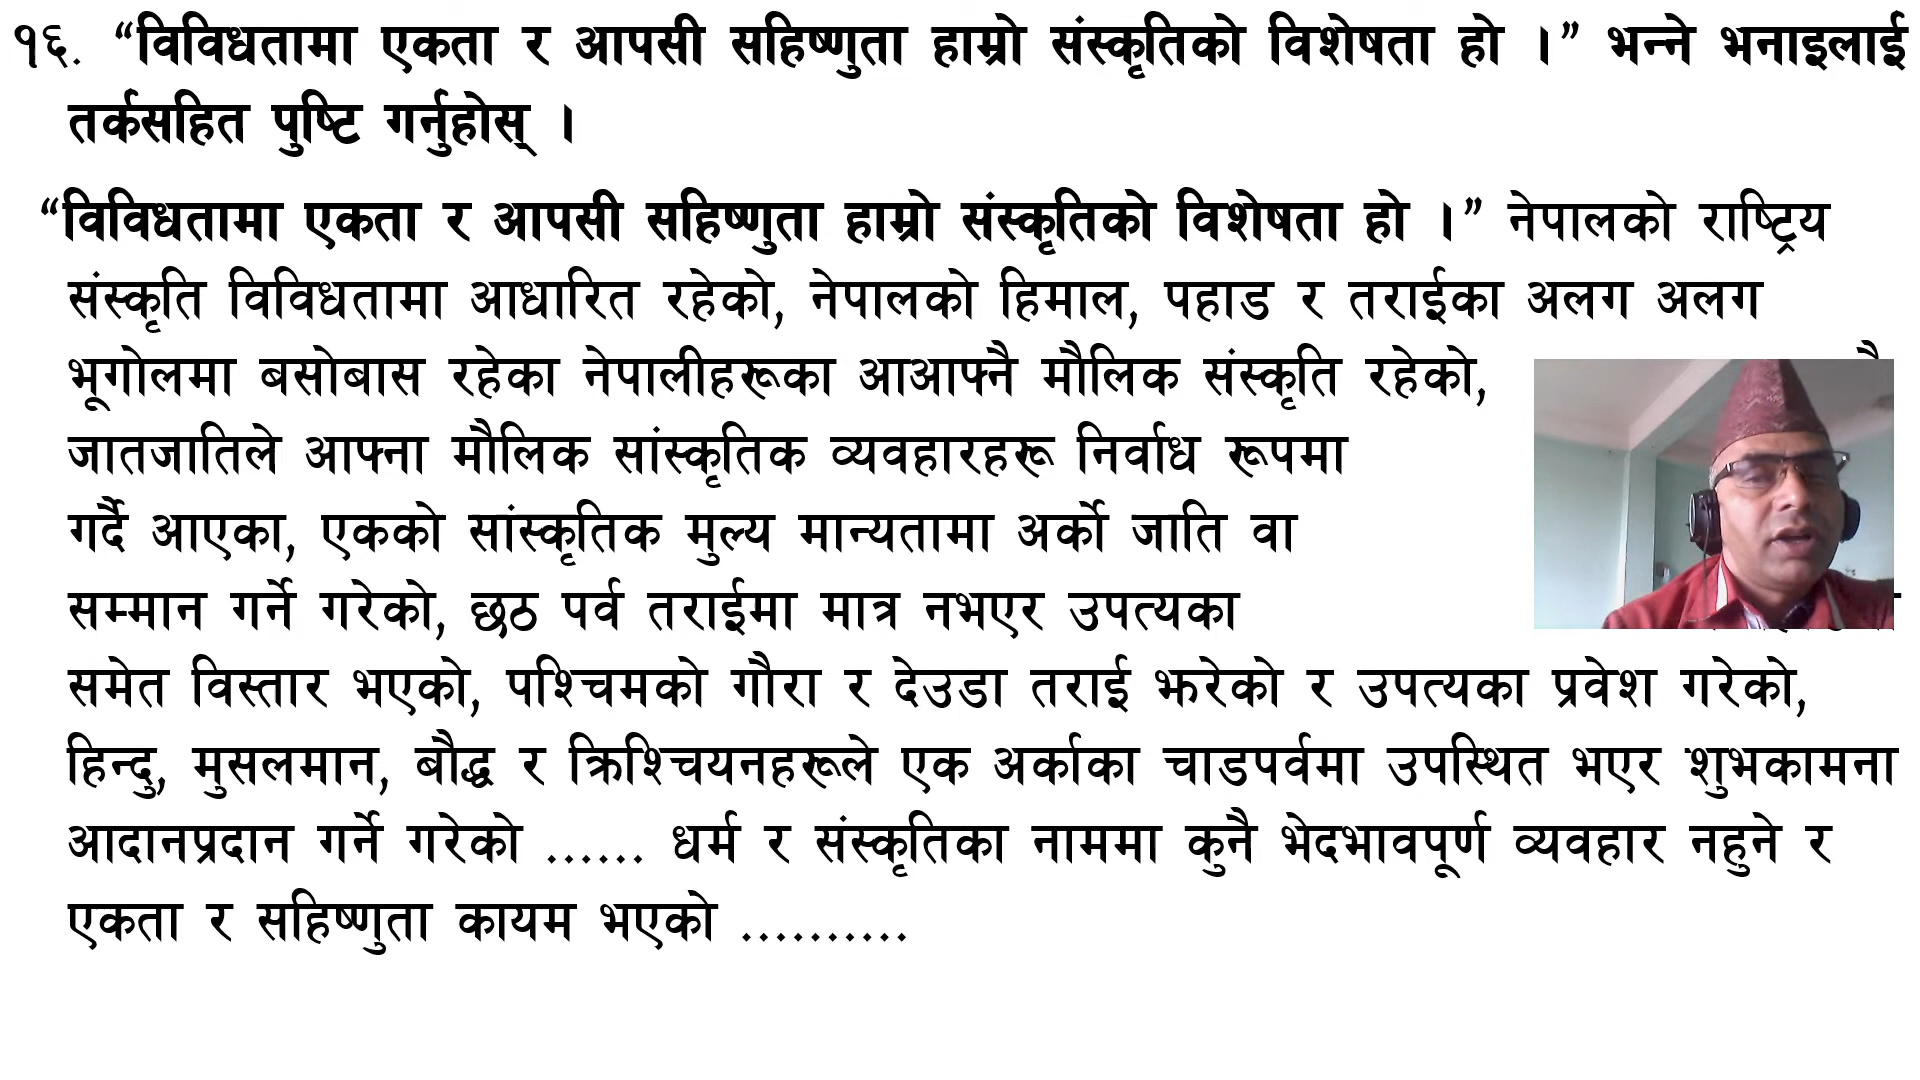 १६. “विविधतामा एकता र आपसी सहिष्णुता हाम्रो संस्कृतिको विशेषता हो ।” भन्ने भनाइलाई
तर्कसहित पुष्टि गर्नुहोस् ।
“विविधतामा एकता र आपसी सहिष्णुता हाम्रो संस्कृतिको विशेषता हो ।” नेपालको राष्ट्रिय
संस्कृति विविधतामा आधारित रहेको, नेपालको हिमाल, पहाड र तराईका अलग अलग
भूगोलमा बसोबास रहेका नेपालीहरूका आआफ्नै मौलिक संस्कृति रहेको,
जातजातिले आफ्ना मौलिक सांस्कृतिक व्यवहारहरू निर्वाध रूपमा
गर्दै आएका, एकको सांस्कृतिक मुल्य मान्यतामा अर्को जाति वा
सम्मान गर्ने गरेको, छठ पर्व तराईमा मात्र नभएर उपत्यका
समेत विस्तार भएको, पश्चिमको गौरा र देउडा तराई झरेको र उपत्यका प्रवेश गरेको,
हिन्दु, मुसलमान, बौद्ध र क्रिश्चियनहरूले एक अर्काका चाडपर्वमा उपस्थित भएर शुभकामना
आदानप्रदान गर्ने गरेको ...... धर्म र संस्कृतिका नाममा कुनै भेदभावपूर्ण व्यवहार नहुने र
एकता र सहिष्णुता कायम भएको ..........